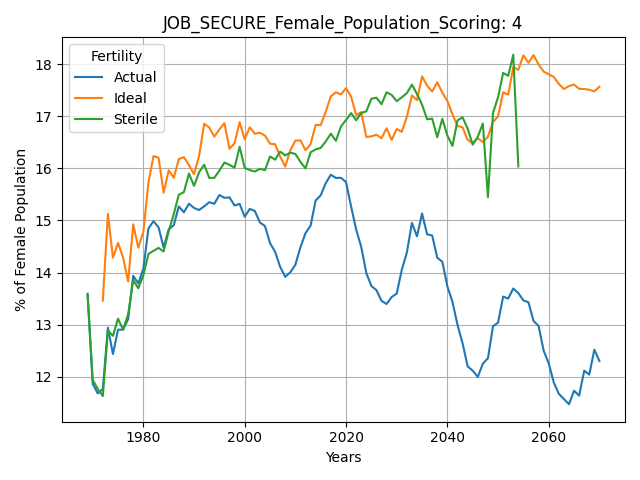 JOB_SECURE_Female_Population_Scoring: 4
Fertility
Actual
Ideal
Sterile
% of Female Population
18
17
16
15
14
13
12
1980
2000
2020
2040
2060
Years